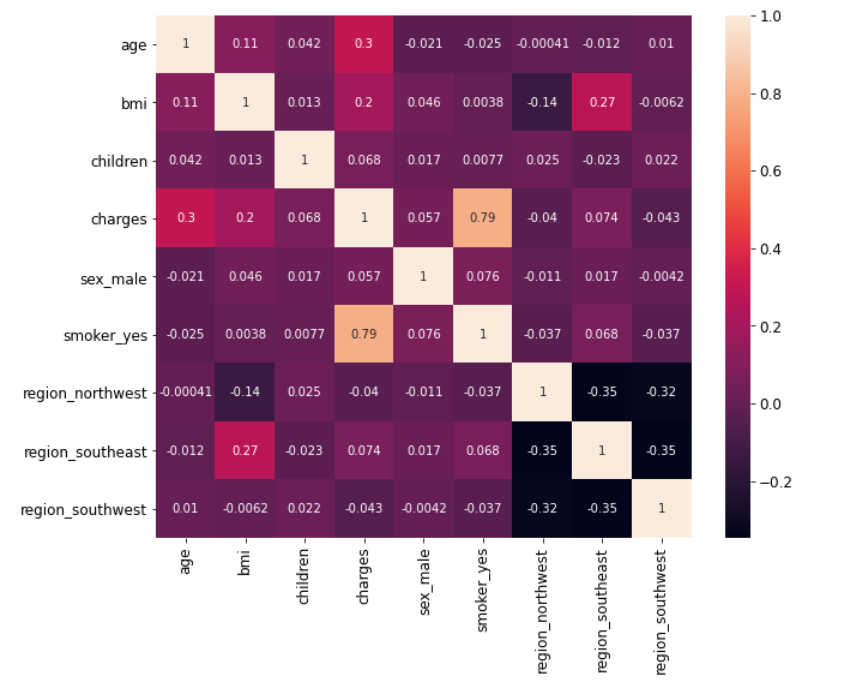 1.0
age 1 0.11 0.042 0.3 -0.021 -0.025 -0.00041 -0.012 0.01
bmi 0.11 1 0.013 0.2 0.046 0.0038 -0.14 0.27 -0.0062
0.8
children 0.042 0.013 1 0.068 0.017 0.0077 0.025 -0.023 0.022
0.6
charges 0.3 0.2 0.068 1 0.057 0.79 -0.04 0.074 -0.043
0.4
sex_male -0.021 0.046 0.017 0.057 1 0.076 -0.011 0.017 -0.0042
0.2
smoker_yes -0.025 0.0038 0.0077 0.79 0.076 1 -0.037 0.068 -0.037
region_northwest -0.00041 -0.14 0.025 -0.04 -0.011 -0.037 1 -0.35 -0.32
0.0
region_southeast -0.012 0.27 -0.023 0.074 0.017 0.068 -0.35 1 -0.35
−0.2
region_southwest 0.01 -0.0062 0.022 -0.043 -0.0042 -0.037 -0.32 -0.35 1
age
bmi
children
charges
sex_male
smoker_yes
region_northwest
region_southeast
region_southwest